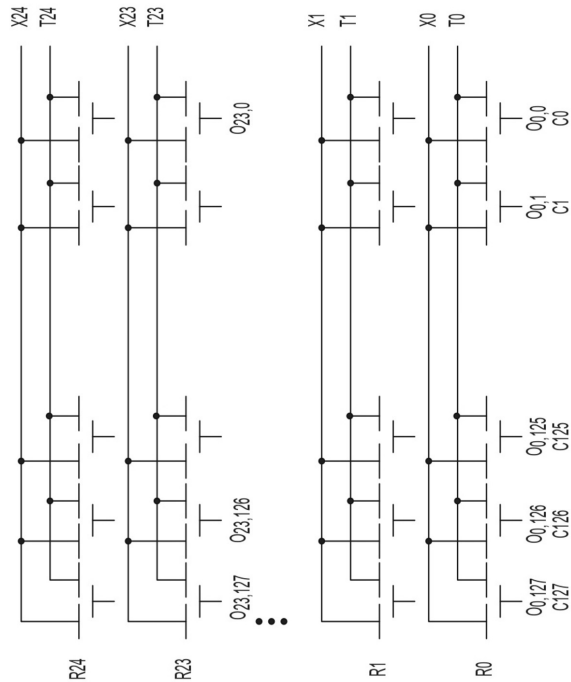 X24
T24
R24
X23
T23
R23
O23,127
O23,126
O23,0
X1
T1
R1
X0
T0
R0
O0,127
C127
O0,126
C126
O0,125
C125
O0,1
C1
O0,0
C0